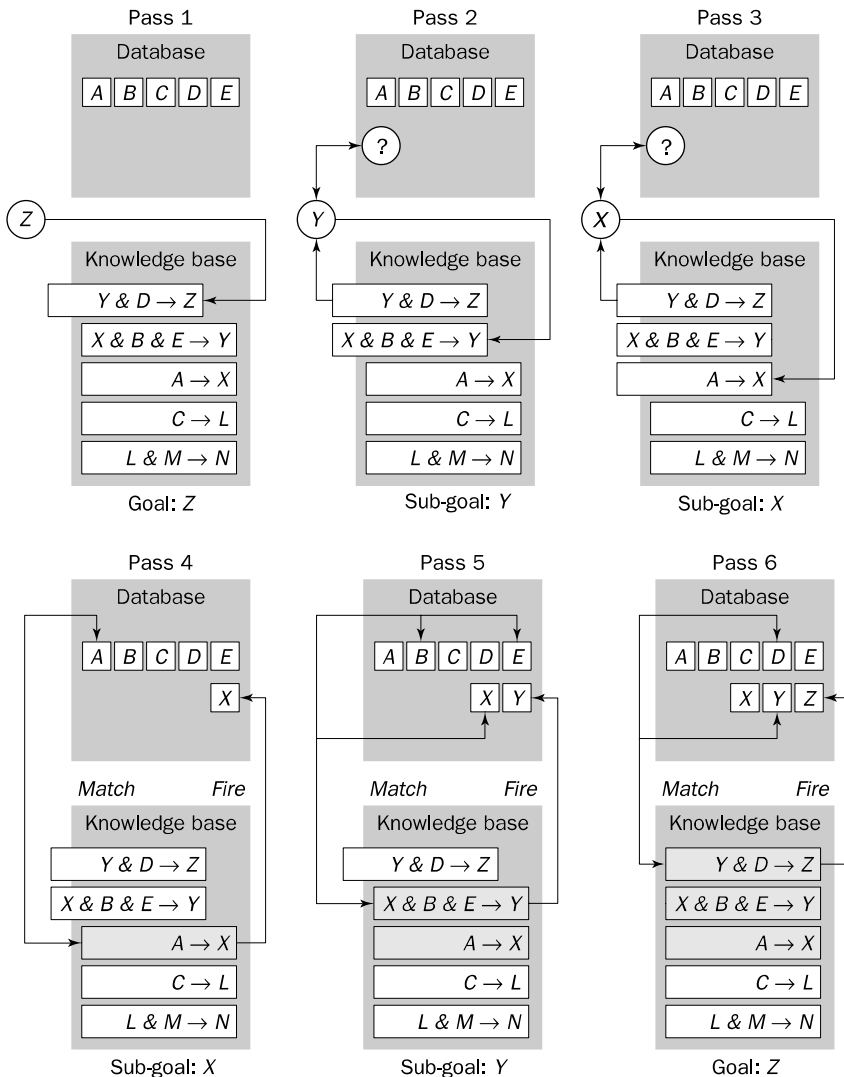 Pass 1
Database
A B C D E
Z
Knowledge base
Y & D → Z
X & B & E → Y
A → X
C → L
L & M → N
Goal: Z
Pass 2
Database
A B C D E
?
Y
Knowledge base
Y & D → Z
X & B & E → Y
A → X
C → L
L & M → N
Sub-goal: Y
Pass 3
Database
A B C D E
?
X
Knowledge base
Y & D → Z
X & B & E → Y
A → X
C → L
L & M → N
Sub-goal: X
Pass 4
Database
A B C D E
X
Match Fire
Knowledge base
Y & D → Z
X & B & E → Y
A → X
C → L
L & M → N
Sub-goal: X
Pass 5
Database
A B C D E
X Y
Match Fire
Knowledge base
Y & D → Z
X & B & E → Y
A → X
C → L
L & M → N
Sub-goal: Y
Pass 6
Database
A B C D E
X Y Z
Match Fire
Knowledge base
Y & D → Z
X & B & E → Y
A → X
C → L
L & M → N
Goal: Z